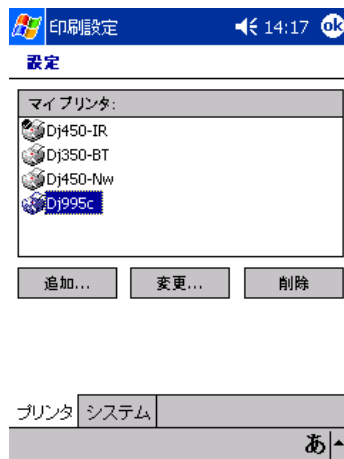 印刷設定 14:17 ok
設定
マイ プリンタ:
Dj450-IR
Dj350-BT
Dj450-Nw
Dj995c
追加... 変更... 削除
プリンタ システム
あ